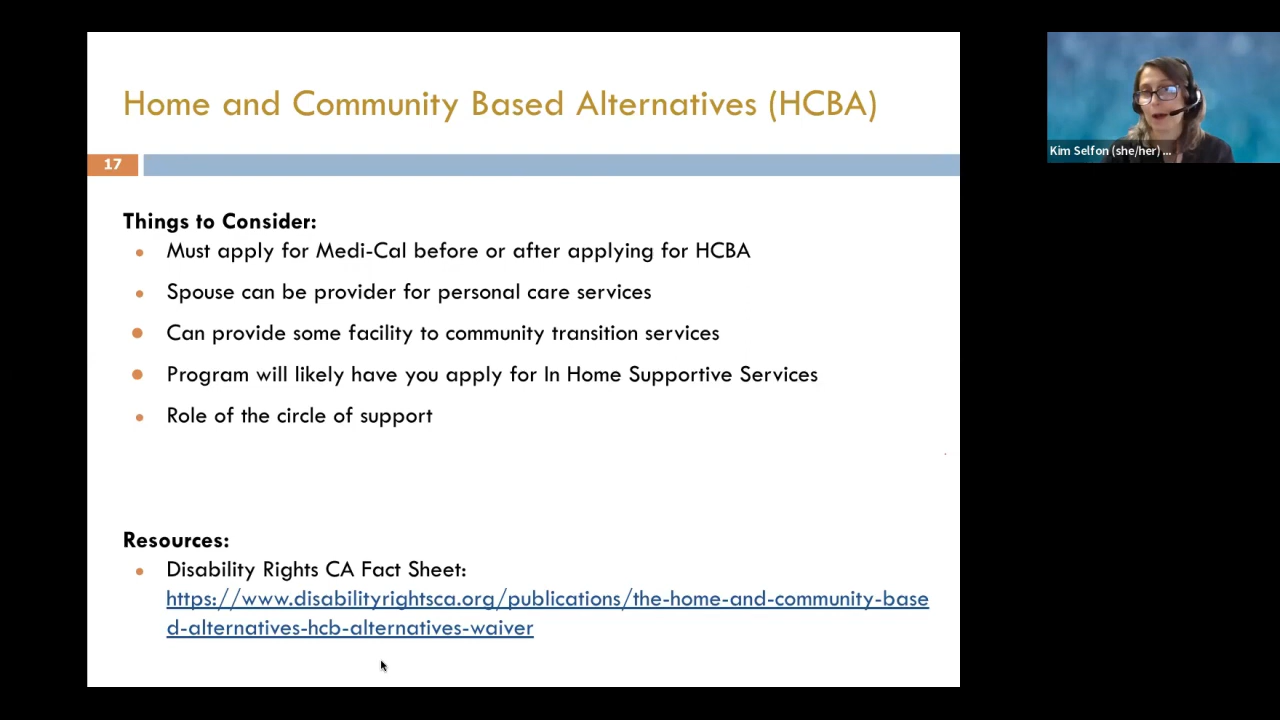 Home and Community Based Alternatives (HCBA)
17
Things to Consider:
Must apply for Medi-Cal before or after applying for HCBA
Spouse can be provider for personal care services
Can provide some facility to community transition services
Program will likely have you apply for In Home Supportive Services
Role of the circle of support
Resources:
Disability Rights CA Fact Sheet:
https://www.disabilityrightsca.org/publications/the-home-and-community-base
d-alternatives-hcb-alternatives-waiver
Kim Selfon (she/her) ...